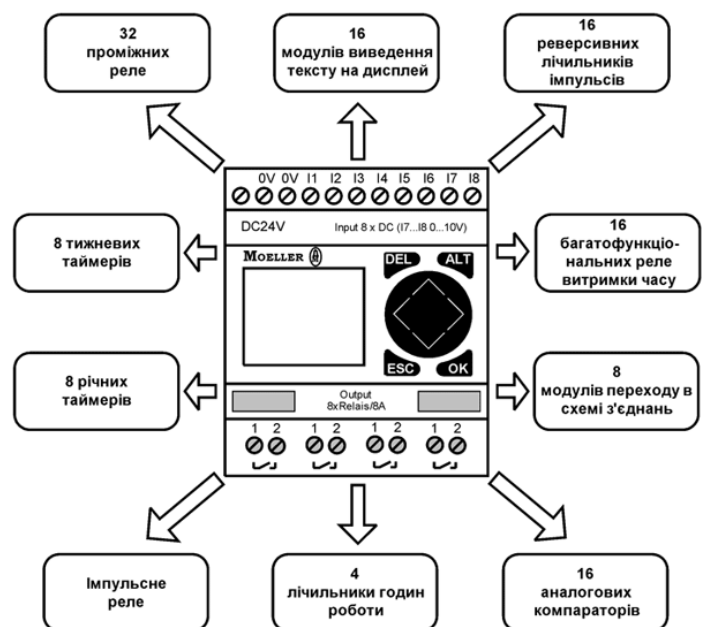 32
проміжних
реле
16
модулів виведення
тексту на дисплей
16
реверсивних
лічильників
імпульсів
0V 0V I1 I2 I3 I4 I5 I6 I7 I8
DC24V Input 8 x DC (I7...I8 0...10V)
8 тижневих
таймерів
MOELLER
DEL ALT
16
багатофункціо-
нальних реле
витримки часу
8 річних
таймерів
ESC OK
8
модулів переходу в
схемі з'єднань
Output
8xRelais/8A
1 2 1 2 1 2 1 2
Імпульсне
реле
4
лічильники годин
роботи
16
аналогових
компараторів